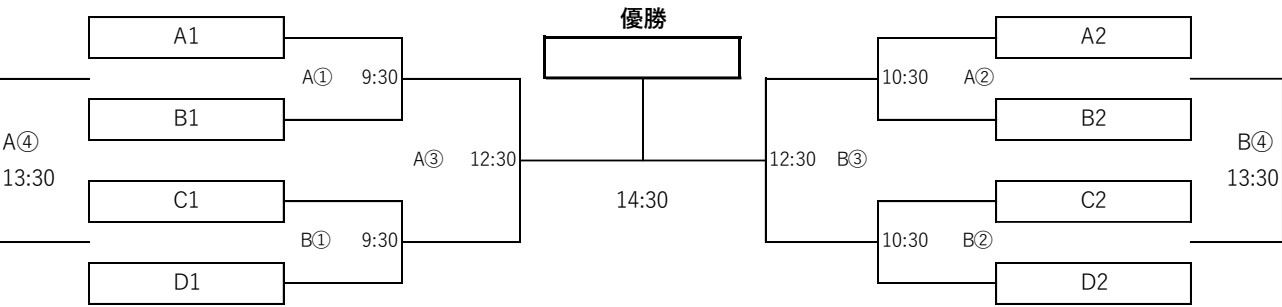 優勝
A1
A2
A① 9:30
10:30 A②
B1
B2
A④
13:30
A③ 12:30
12:30 B③
B④
13:30
C1
14:30
C2
B① 9:30
10:30 B②
D1
D2